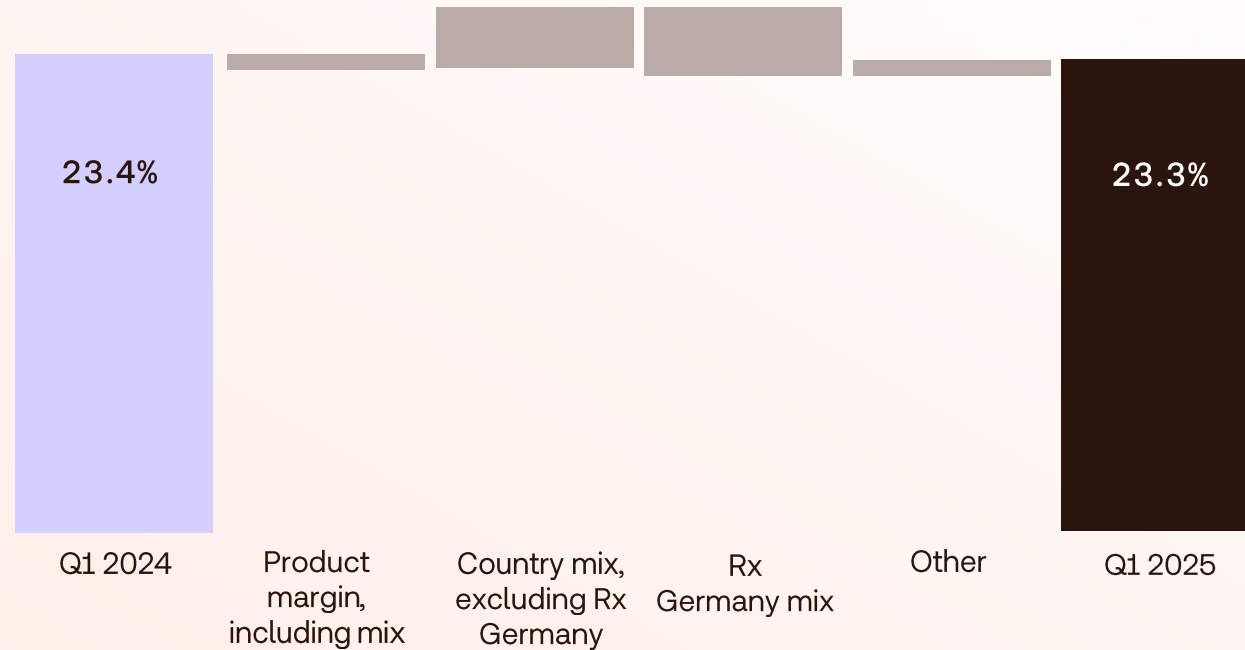 23.4%
23.3%
Q1 2024
Product
margin,
including mix
Country mix,
excluding Rx
Germany
Rx
Germany mix
Other
Q1 2025